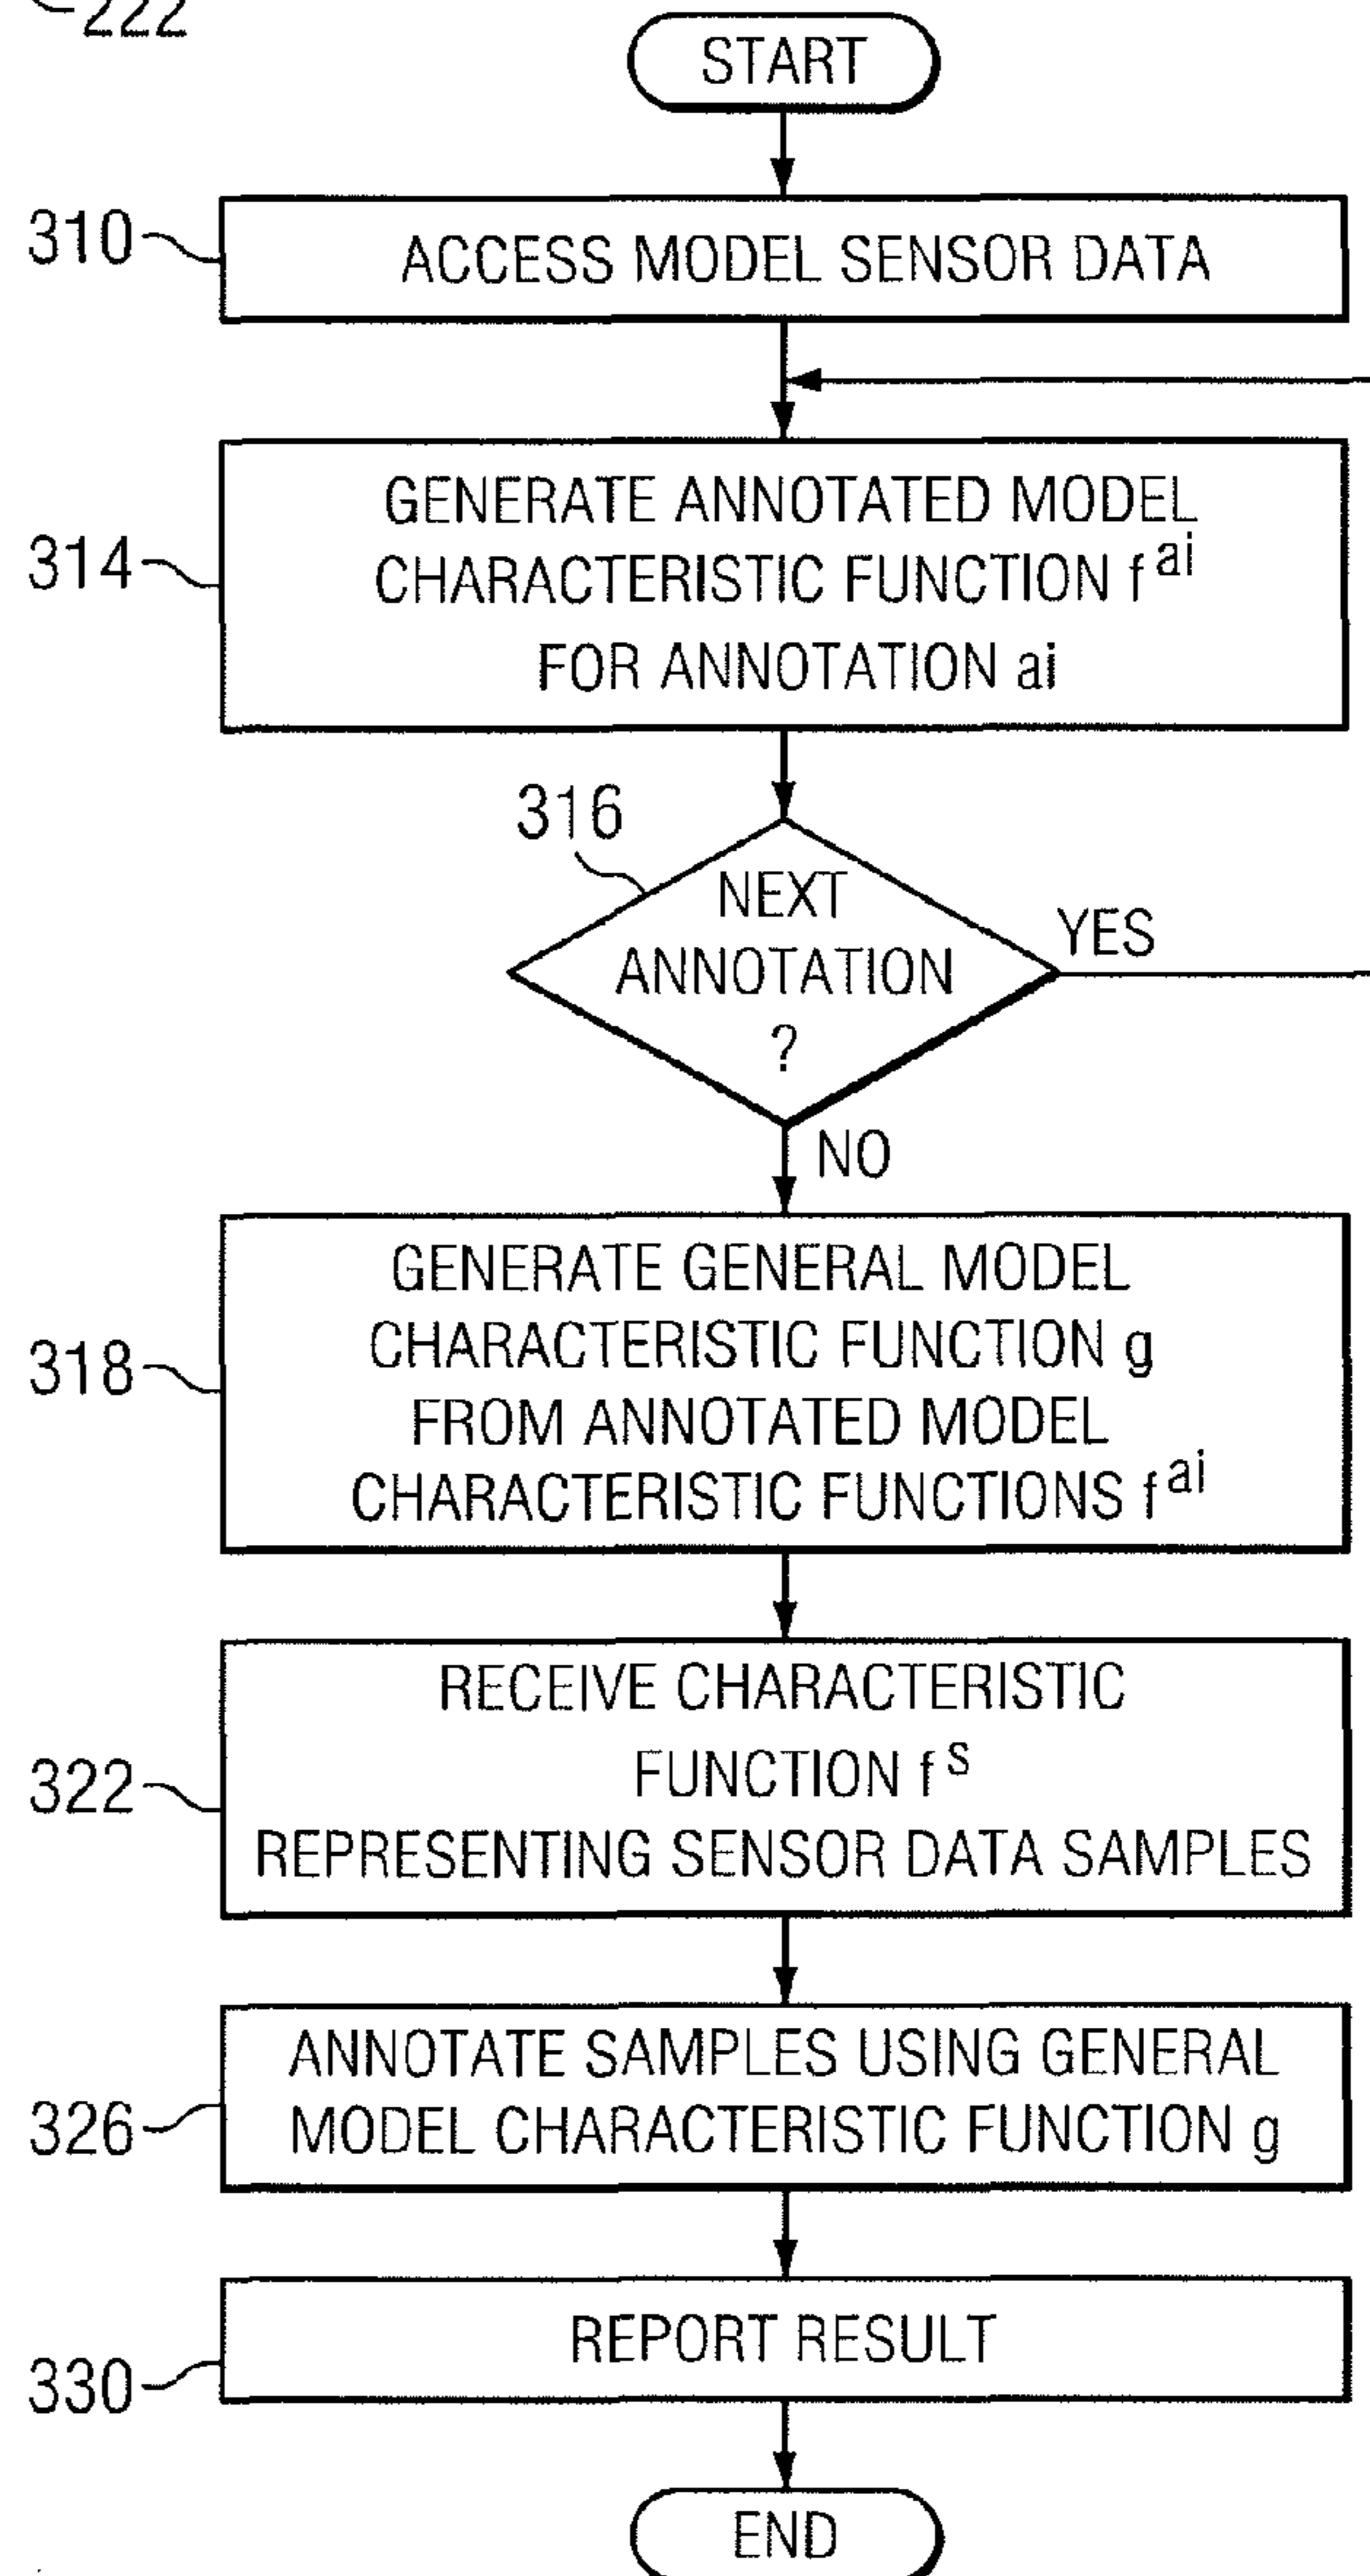 222
START
310
ACCESS MODEL SENSOR DATA
314
GENERATE ANNOTATED MODEL
CHARACTERISTIC FUNCTION f^ai
FOR ANNOTATION ai
316
NEXT
ANNOTATION
?
YES
NO
318
GENERATE GENERAL MODEL
CHARACTERISTIC FUNCTION g
FROM ANNOTATED MODEL
CHARACTERISTIC FUNCTIONS f^ai
322
RECEIVE CHARACTERISTIC
FUNCTION f^s
REPRESENTING SENSOR DATA SAMPLES
326
ANNOTATE SAMPLES USING GENERAL
MODEL CHARACTERISTIC FUNCTION g
330
REPORT RESULT
END